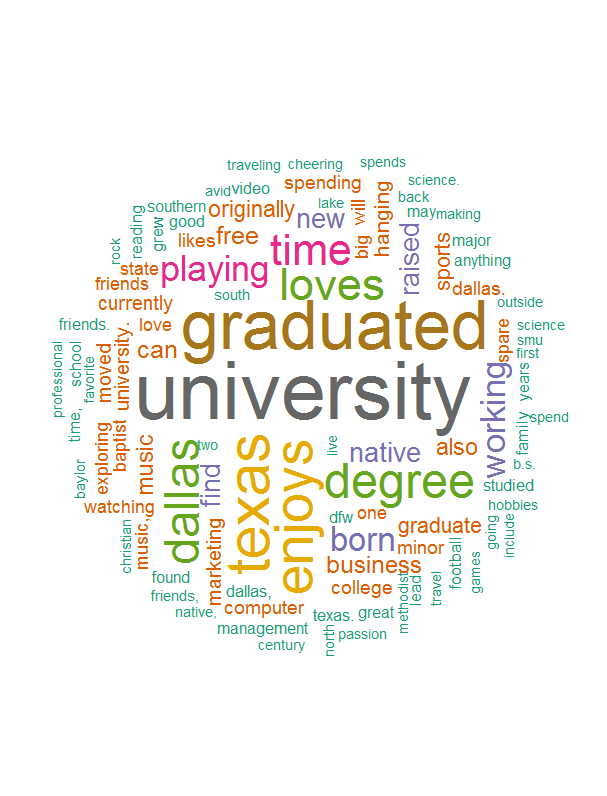 traveling
cheering
spends
avid
video
spending
science.
southern
originally
lake
will
hanging
back
may
making
reading
grew
good
new
big
raised
rock
likes
free
time
sports
major
state
playing
loves
anything
friends
south
dallas.
currently
outside
friends.
love
graduated
spare
science
smu
first
professional
time,
school
favorite
moved
university.
can
university
working
years
family
spend
exploring
baptist
music
dallas
two
texas
enjoys
live
native
also
b.s.
baylor
find
degree
studied
watching
hobbies
christian
music,
marketing
dfw
one
graduate
going
include
born
minor
business
football
games
found
college
methodist
lead
travel
friends,
dallas,
native,
computer
texas.
great
management
north
passion
century